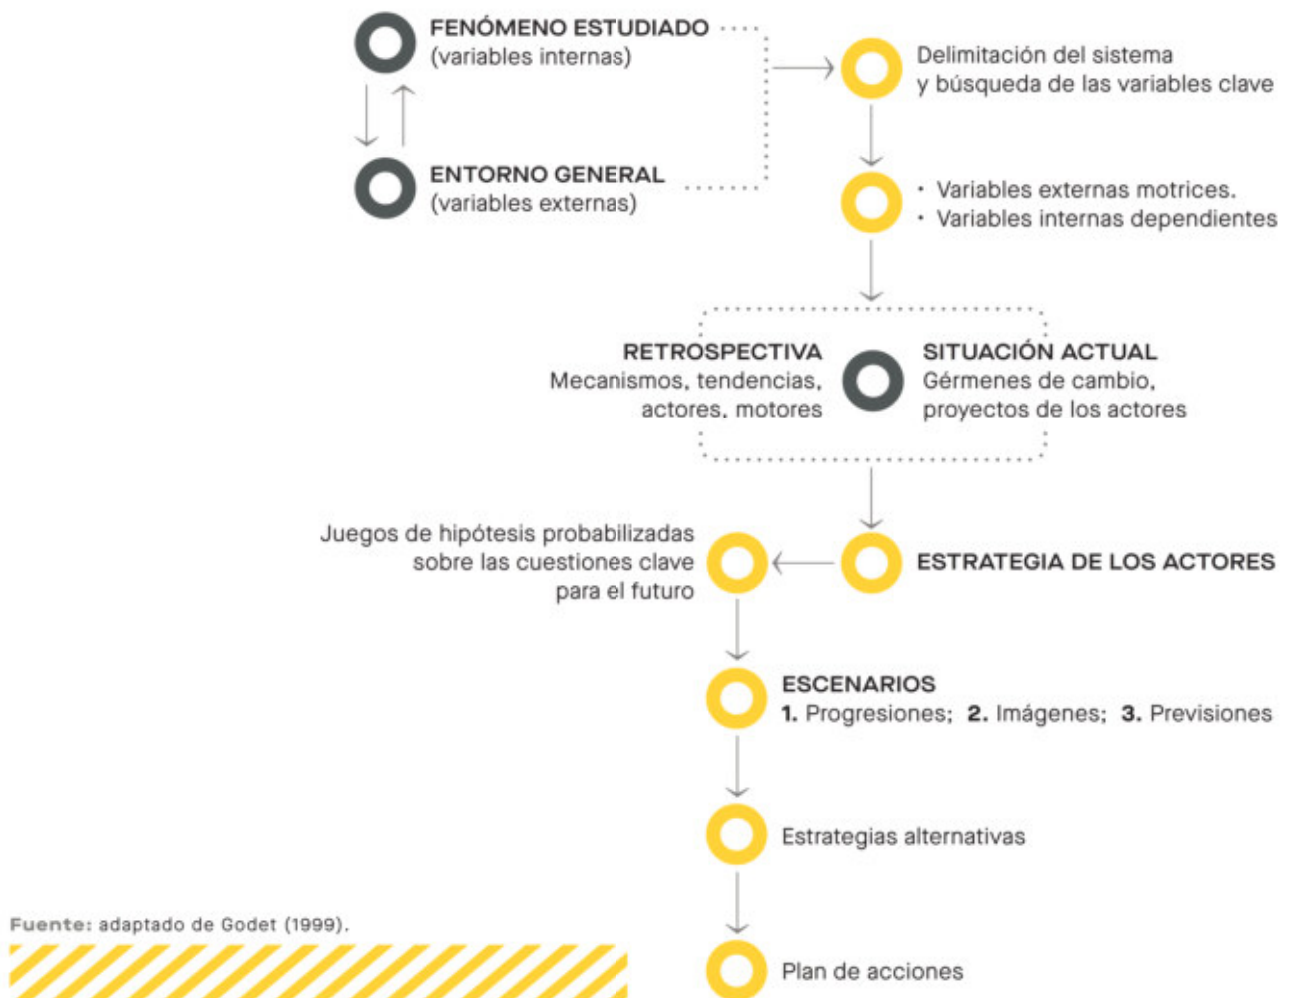 FENÓMENO ESTUDIADO
(variables internas)
Delimitación del sistema
y búsqueda de las variables clave
ENTORNO GENERAL
(variables externas)
• Variables externas motrices.
• Variables internas dependientes
RETROSPECTIVA
Mecanismos, tendencias,
actores, motores
SITUACIÓN ACTUAL
Gérmenes de cambio,
proyectos de los actores
ESTRATEGIA DE LOS ACTORES
Juegos de hipótesis probabilizadas
sobre las cuestiones clave
para el futuro
ESCENARIOS
1. Progresiones; 2. Imágenes; 3. Previsiones
Estrategias alternativas
Plan de acciones
Fuente: adaptado de Godet (1999).